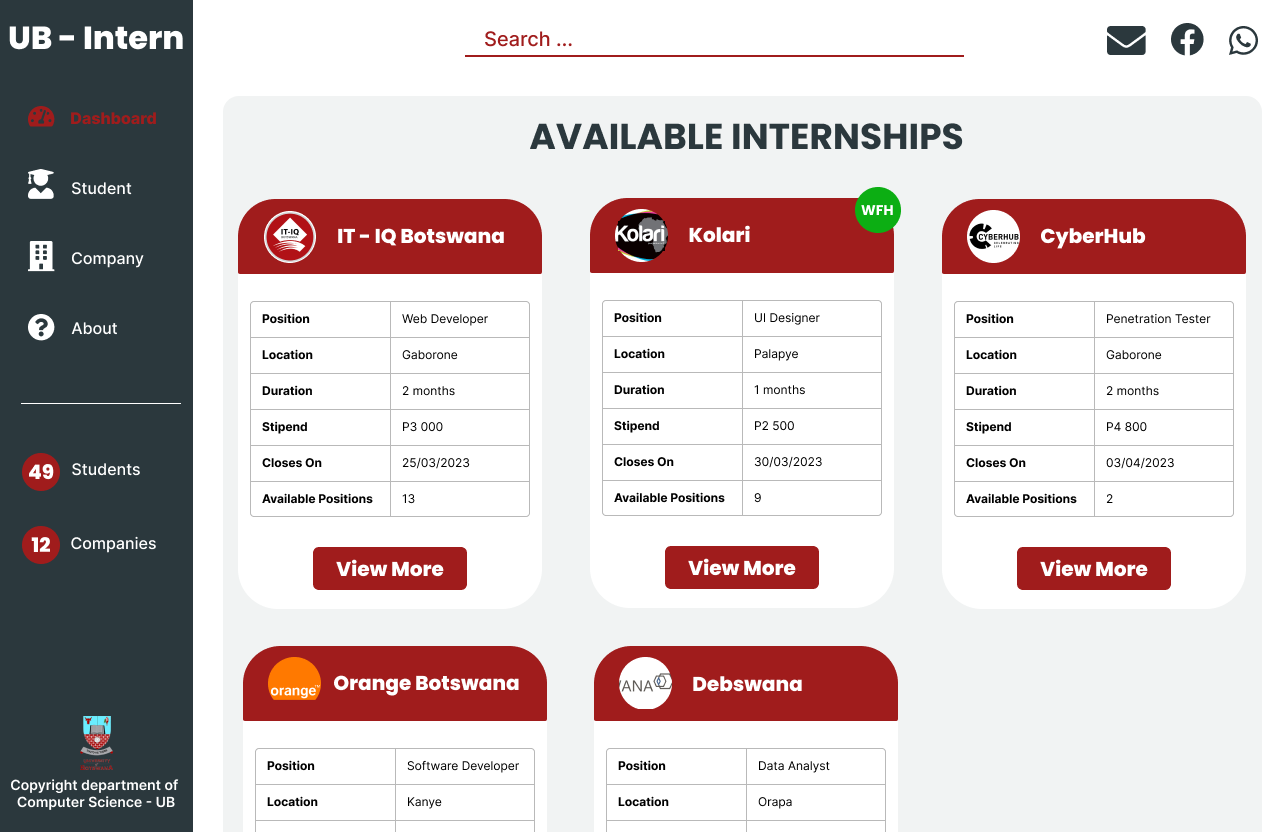 UB - Intern
Search ...
Dashboard
Student
Company
About
49 Students
12 Companies
Copyright department of
Computer Science - UB
AVAILABLE INTERNSHIPS
IT-IQ
IT - IQ Botswana
Position Web Developer
Location Gaborone
Duration 2 months
Stipend P3 000
Closes On 25/03/2023
Available Positions 13
View More
Kolari
Kolari
WFH
Position UI Designer
Location Palapye
Duration 1 months
Stipend P2 500
Closes On 30/03/2023
Available Positions 9
View More
CYBERHUB
CyberHub
Position Penetration Tester
Location Gaborone
Duration 2 months
Stipend P4 800
Closes On 03/04/2023
Available Positions 2
View More
orange
Orange Botswana
Position Software Developer
Location Kanye
ANA
Debswana
Position Data Analyst
Location Orapa